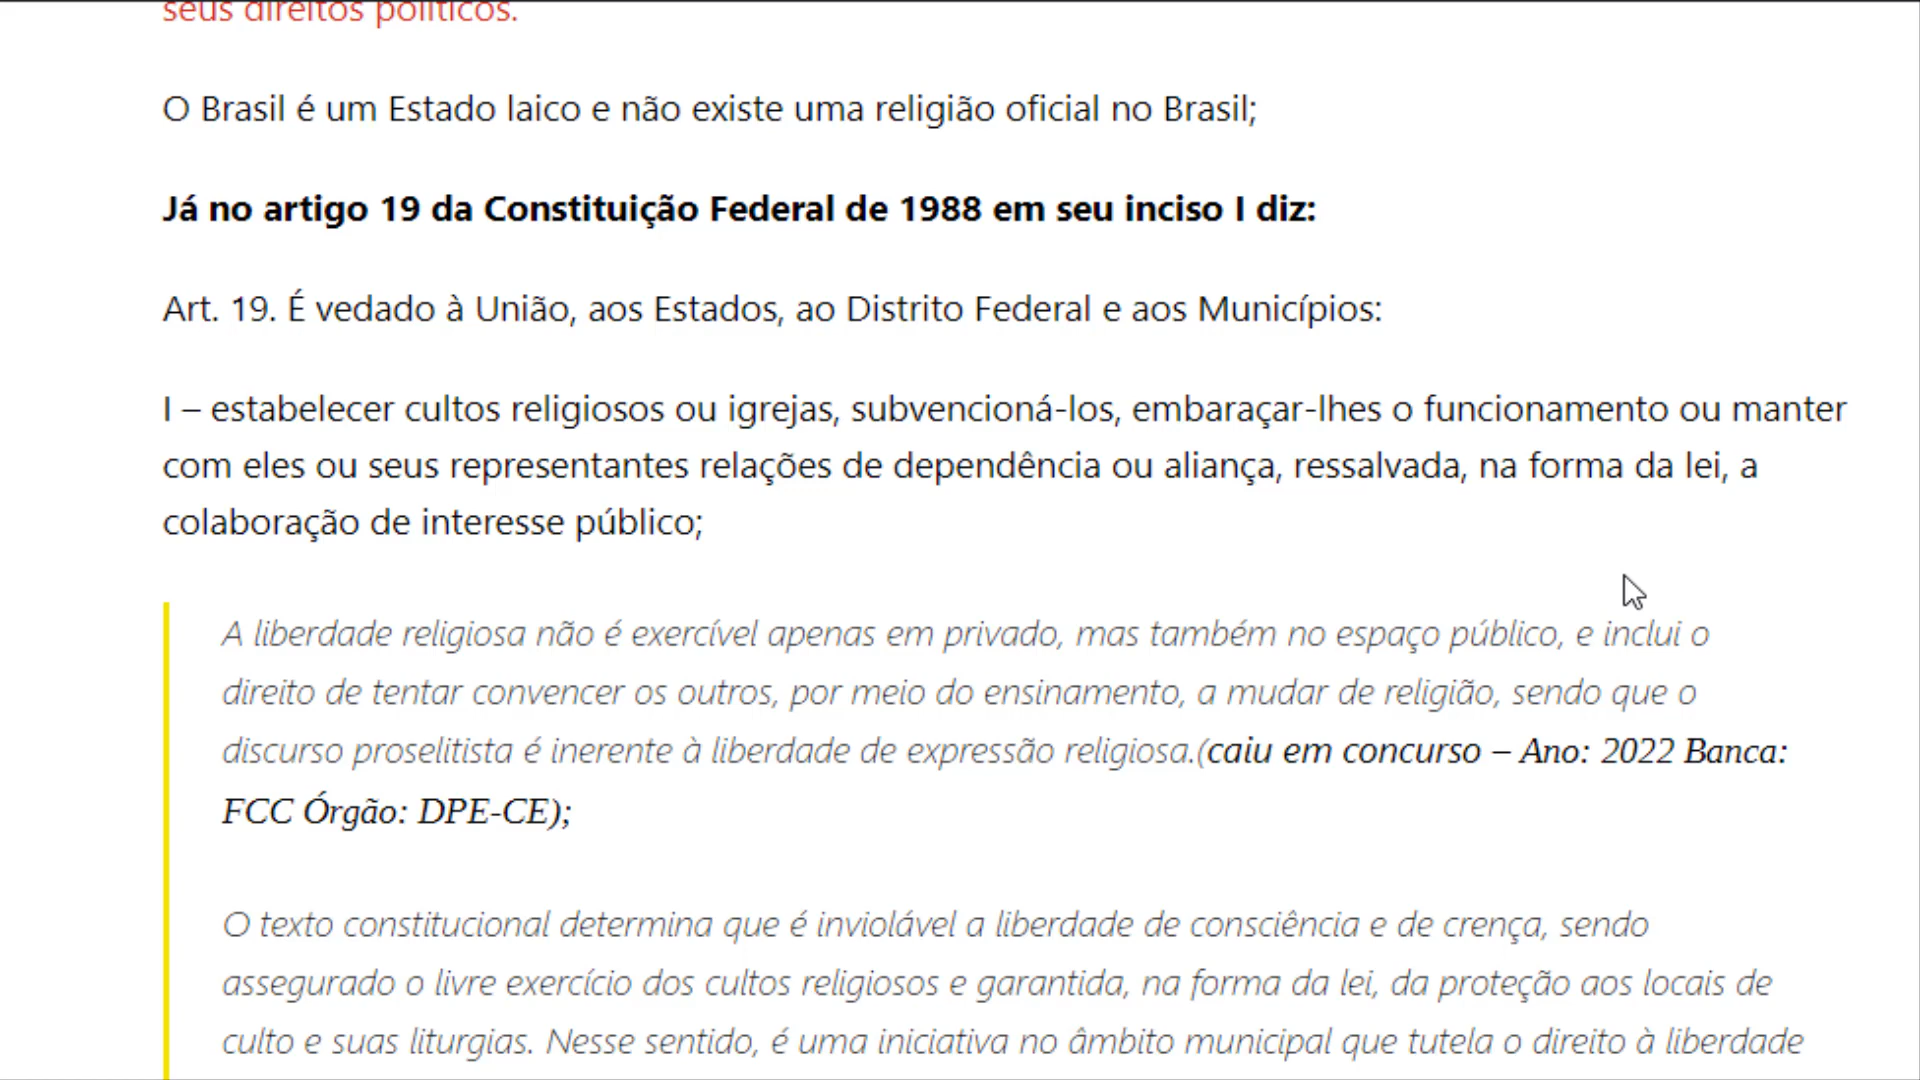 seus direitos políticos.
O Brasil é um Estado laico e não existe uma religião oficial no Brasil;
Já no artigo 19 da Constituição Federal de 1988 em seu inciso I diz:
Art. 19. É vedado à União, aos Estados, ao Distrito Federal e aos Municípios:
I – estabelecer cultos religiosos ou igrejas, subvencioná-los, embaraçar-lhes o funcionamento ou manter
com eles ou seus representantes relações de dependência ou aliança, ressalvada, na forma da lei, a
colaboração de interesse público;
A liberdade religiosa não é exercível apenas em privado, mas também no espaço público, e inclui o
direito de tentar convencer os outros, por meio do ensinamento, a mudar de religião, sendo que o
discurso proselitista é inerente à liberdade de expressão religiosa.(caiu em concurso – Ano: 2022 Banca:
FCC Órgão: DPE-CE);
O texto constitucional determina que é inviolável a liberdade de consciência e de crença, sendo
assegurado o livre exercício dos cultos religiosos e garantida, na forma da lei, da proteção aos locais de
culto e suas liturgias. Nesse sentido, é uma iniciativa no âmbito municipal que tutela o direito à liberdade